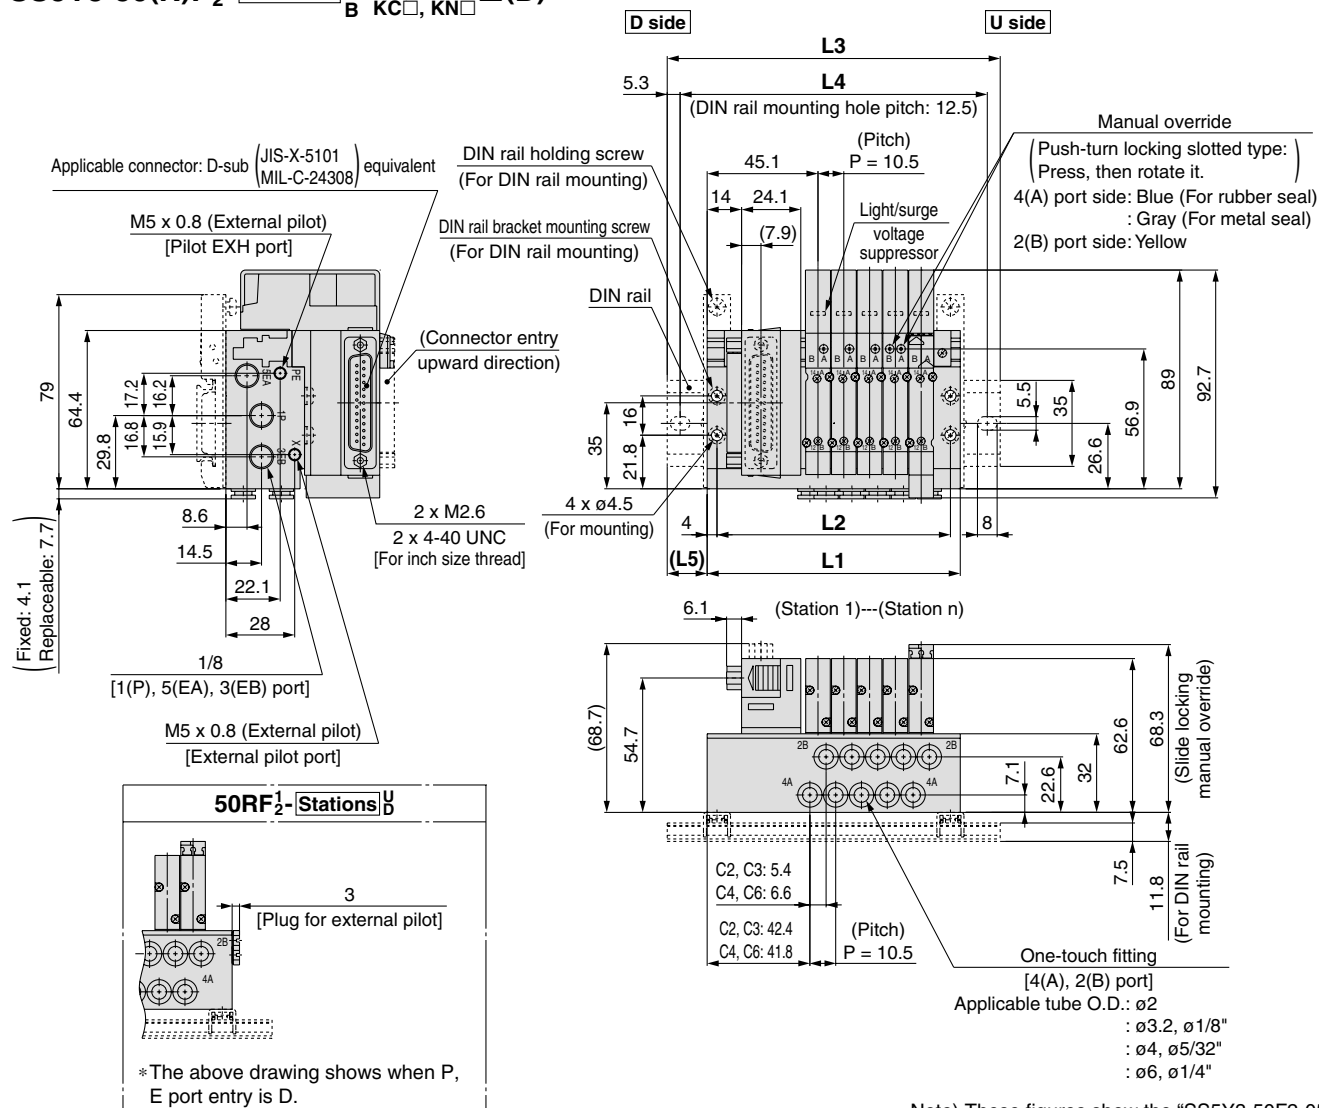 B KC□, KN□
D side
U side
L3
5.3
L4
(DIN rail mounting hole pitch: 12.5)
Manual override
(Push-turn locking slotted type:
Press, then rotate it.)
4(A) port side: Blue (For rubber seal)
: Gray (For metal seal)
2(B) port side: Yellow
(Pitch)
P = 10.5
45.1
14
24.1
(7.9)
Light/surge
voltage
suppressor
Applicable connector: D-sub (JIS-X-5101
MIL-C-24308) equivalent
DIN rail holding screw
(For DIN rail mounting)
M5 x 0.8 (External pilot)
[Pilot EXH port]
DIN rail bracket mounting screw
(For DIN rail mounting)
DIN rail
(Connector entry
upward direction)
79
64.4
29.8
17.2
16.2
16.8
15.9
5EA
PE
1P
X
3EB
8.6
14.5
22.1
28
(Fixed: 4.1
Replaceable: 7.7)
1/8
[1(P), 5(EA), 3(EB) port]
M5 x 0.8 (External pilot)
[External pilot port]
2 x M2.6
2 x 4-40 UNC
[For inch size thread]
B A B A B A B A B A
35
16
21.8
4 x ø4.5
(For mounting)
4
L2
8
(L5)
L1
5.5
35
26.6
56.9
89
92.7
6.1
(Station 1)---(Station n)
(68.7)
54.7
2B
2B
4A
4A
7.1
22.6
32
62.6
68.3
(Slide locking
manual override)
7.5
11.8
(For DIN rail
mounting)
C2, C3: 5.4
C4, C6: 6.6
C2, C3: 42.4
C4, C6: 41.8
(Pitch)
P = 10.5
One-touch fitting
[4(A), 2(B) port]
Applicable tube O.D.: ø2
: ø3.2, ø1/8"
: ø4, ø5/32"
: ø6, ø1/4"
50RF½- Stations U D
3
[Plug for external pilot]
2B
4A
*The above drawing shows when P,
E port entry is D.